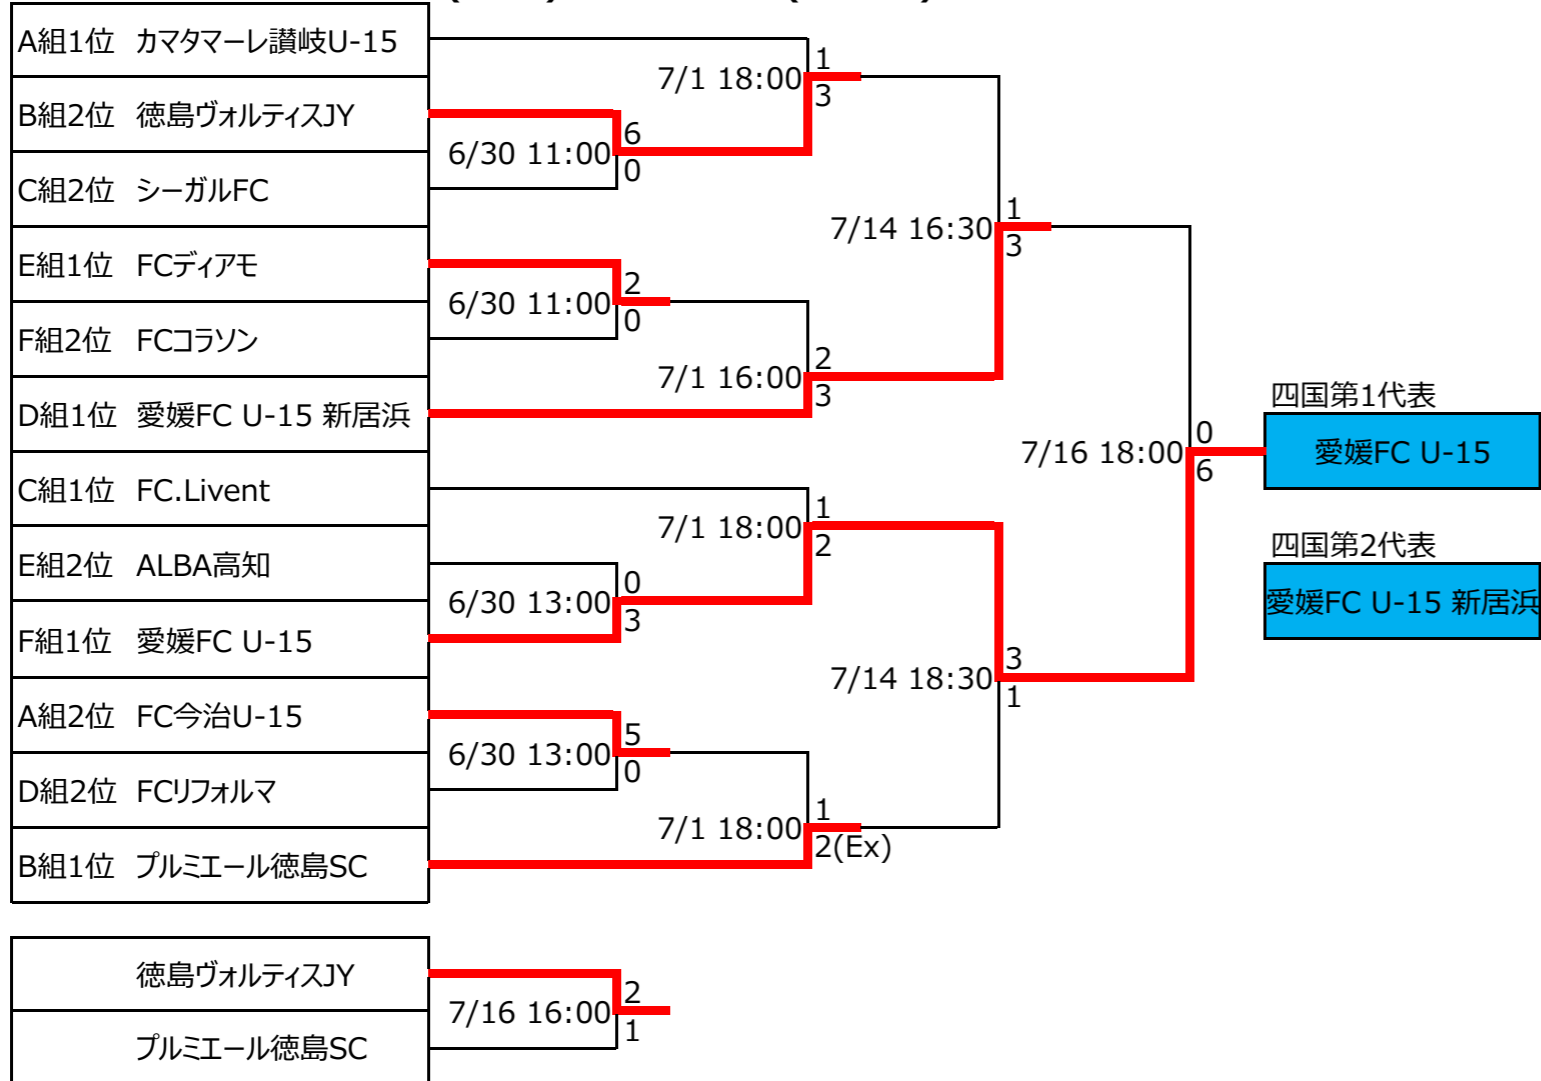 A組1位 カマタマーレ讃岐U-15
B組2位 徳島ヴォルティスJY
C組2位 シーガルFC
E組1位 FCディアモ
F組2位 FCコラソン
D組1位 愛媛FC U-15 新居浜
C組1位 FC.Livent
E組2位 ALBA高知
F組1位 愛媛FC U-15
A組2位 FC今治U-15
D組2位 FCリフォルマ
B組1位 プルミエール徳島SC
6/30 11:00
6
0
6/30 11:00
2
0
6/30 13:00
0
3
6/30 13:00
5
0
7/1 18:00
1
3
7/1 16:00
2
3
7/1 18:00
1
2
7/1 18:00
1
2(Ex)
7/14 16:30
1
3
7/14 18:30
3
1
7/16 18:00
0
6
四国第1代表
愛媛FC U-15
四国第2代表
愛媛FC U-15 新居浜
徳島ヴォルティスJY
プルミエール徳島SC
7/16 16:00
2
1